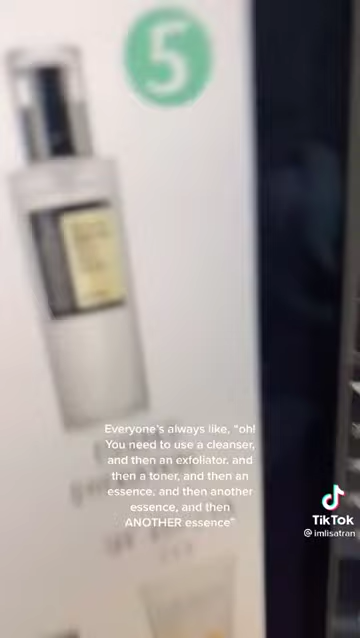 5
Everyone's always like, "oh!
You need to use a cleanser,
and then an exfoliator, and
then a toner, and then an
essence, and then another
essence, and then
ANOTHER essence"
TikTok
@imlisatran